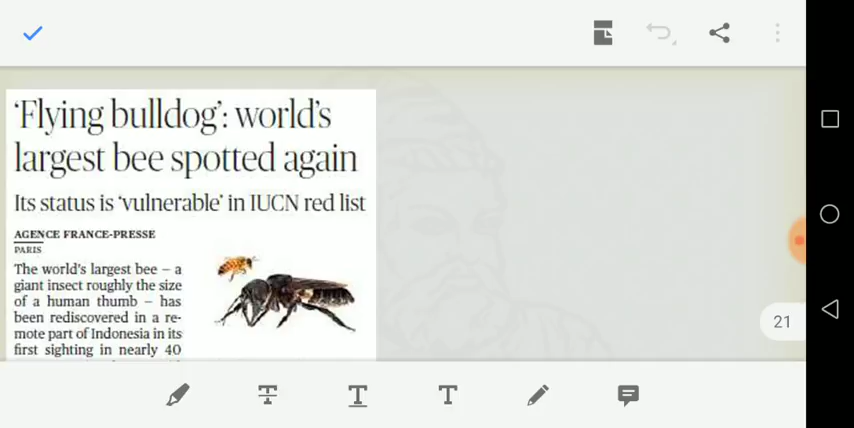 ‘Flying bulldog’: world’s
largest bee spotted again
Its status is ‘vulnerable’ in IUCN red list
AGENCE FRANCE-PRESSE
PARIS
The world’s largest bee – a
giant insect roughly the size
of a human thumb – has
been rediscovered in a re-
mote part of Indonesia in its
first sighting in nearly 40
21